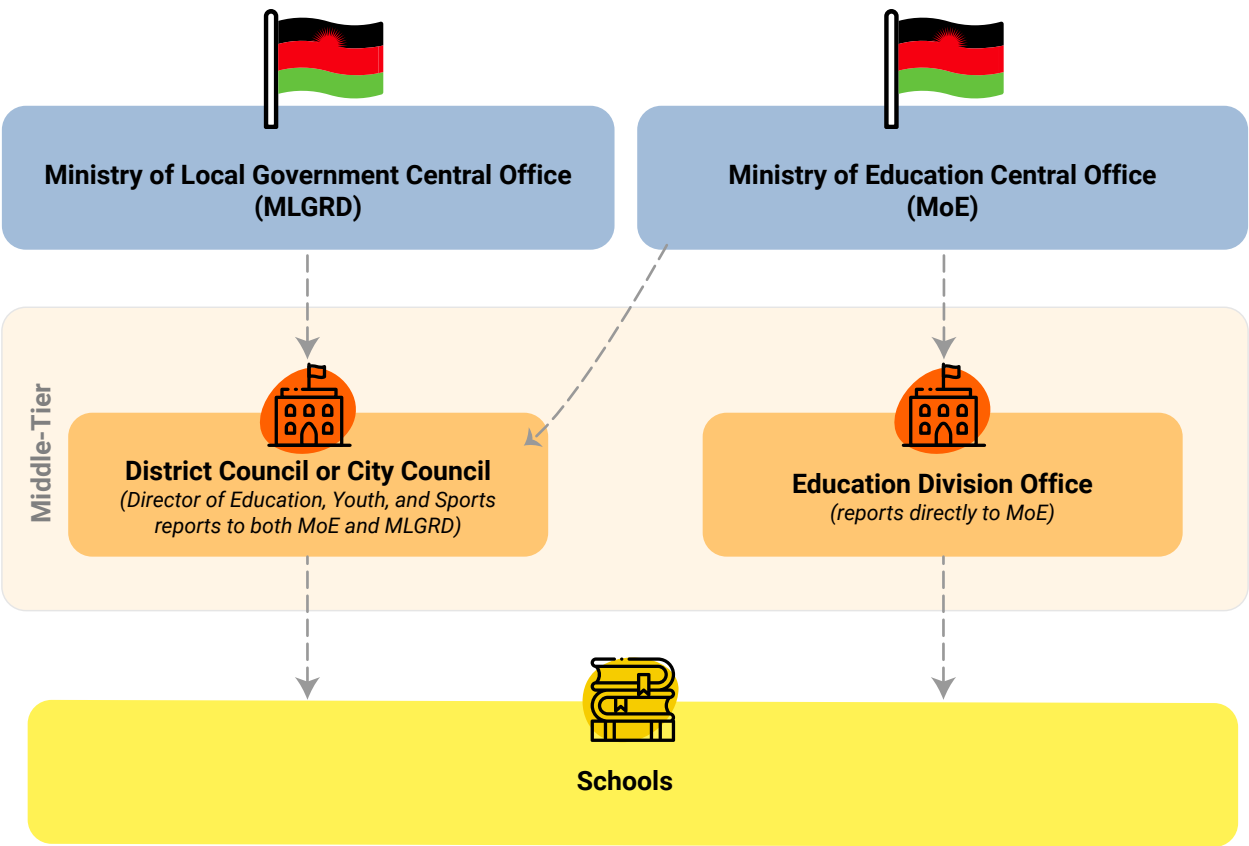 Ministry of Local Government Central Office
(MLGRD)
Ministry of Education Central Office
(MoE)
Middle-Tier
District Council or City Council
(Director of Education, Youth, and Sports
reports to both MoE and MLGRD)
Education Division Office
(reports directly to MoE)
Schools